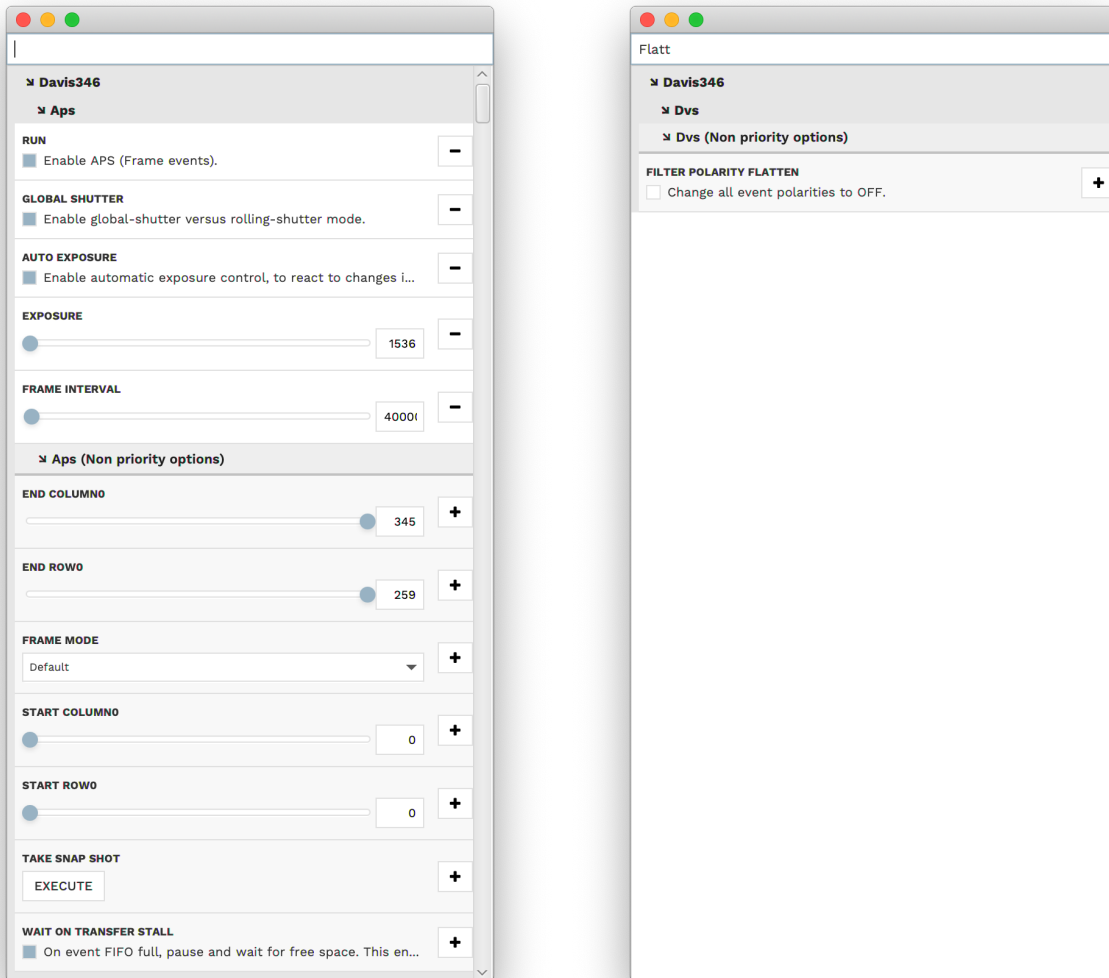 Davis346
Aps
RUN
Enable APS (Frame events).
GLOBAL SHUTTER
Enable global-shutter versus rolling-shutter mode.
AUTO EXPOSURE
Enable automatic exposure control, to react to changes i...
EXPOSURE
1536
FRAME INTERVAL
4000
Aps (Non priority options)
END COLUMN0
345
END ROW0
259
FRAME MODE
Default
START COLUMN0
0
START ROW0
0
TAKE SNAP SHOT
EXECUTE
WAIT ON TRANSFER STALL
On event FIFO full, pause and wait for free space. This en...
Flatt
Davis346
Dvs
Dvs (Non priority options)
FILTER POLARITY FLATTEN
Change all event polarities to OFF.